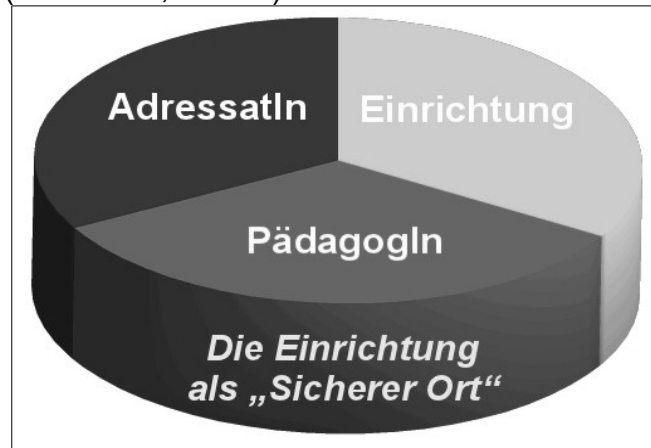 AdressatIn
Einrichtung
PädagogIn
Die Einrichtung
als „Sicherer Ort“